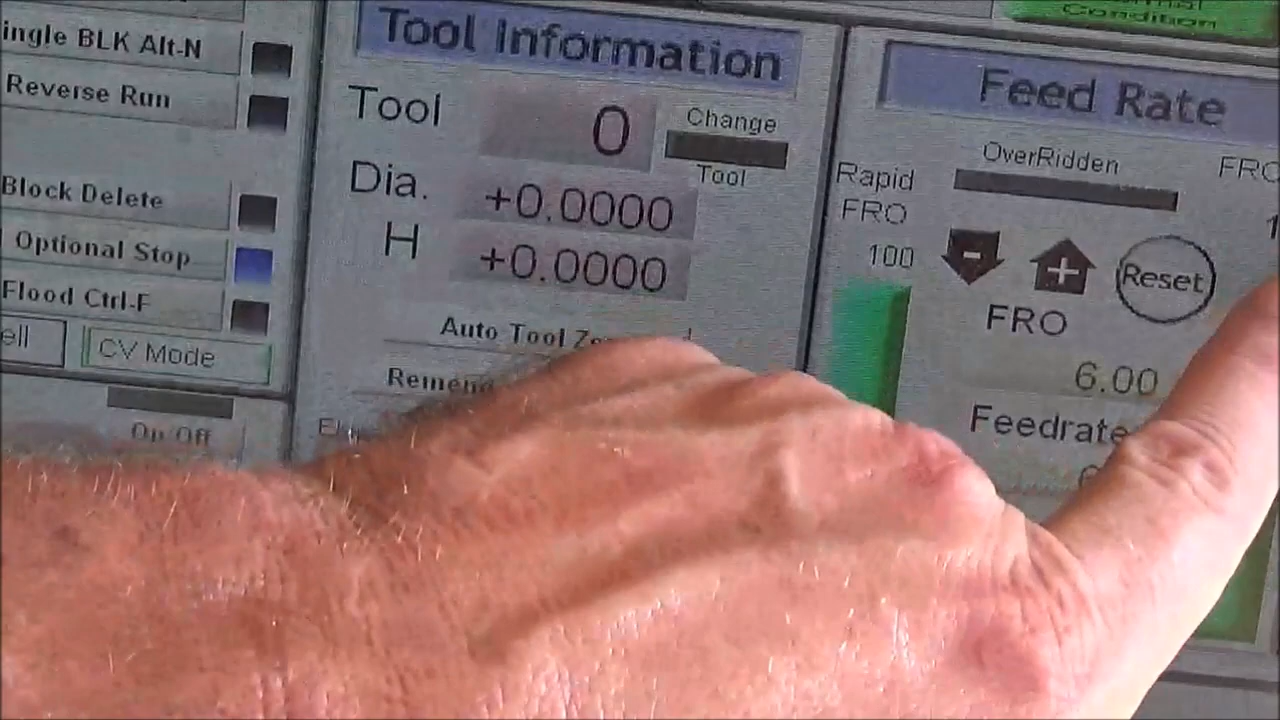 ingle BLK Alt-N
Reverse Run
Block Delete
Optional Stop
Flood Ctrl-F
ell
CV Mode
On/Off
Tool Information
Tool
0
Change
Tool
Dia.
+0.0000
H
+0.0000
Auto Tool
Condition
Feed Rate
OverRidden
FRO
Rapid
FRO
100
-
+
Reset
FRO
6.00
Feedrate